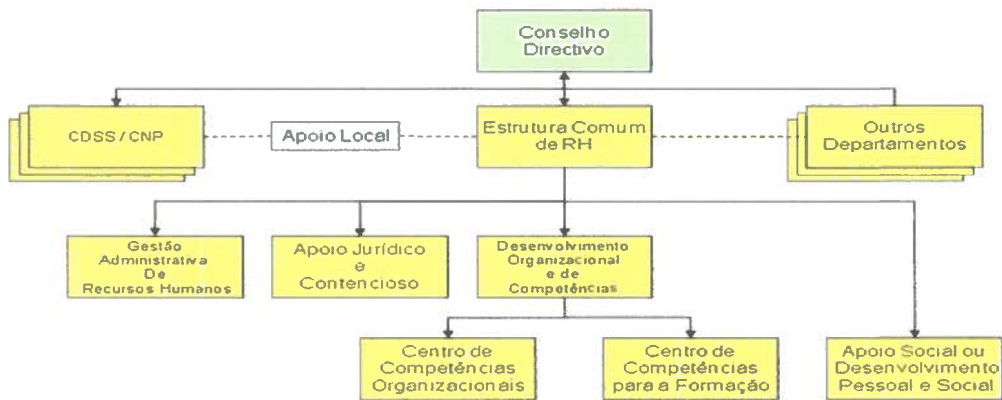 Conselho
Directivo
CDSS / CNP
Apoio Local
Estrutura Comum
de RH
Outros
Departamentos
Gestão
Administrativa
De
Recursos Humanos
Apoio Jurídico
e
Contencioso
Desenvolvimento
Organizacional
e de
Competências
Centro de
Competências
Organizacionais
Centro de
Competências
para a Formação
Apoio Social ou
Desenvolvimento
Pessoal e Social